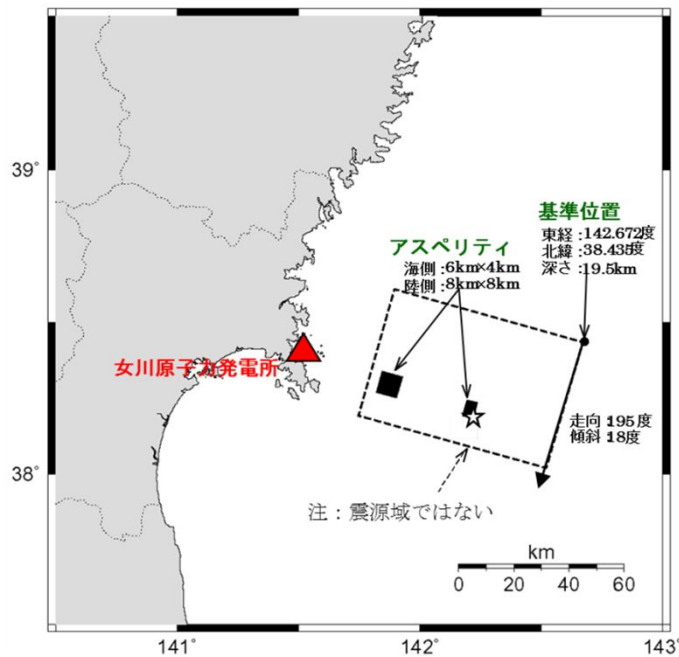 39°
38°
基準位置
東経:142.672度
北緯:38.435度
深さ:19.5km
アスペリティ
海側:6km×4km
陸側:8km×8km
女川原子力発電所
走向:195度
傾斜:18度
注:震源域ではない
km
0 20 40 60
141° 142° 143°